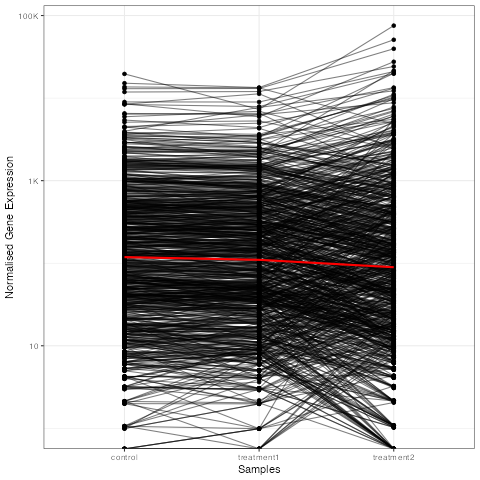 100K
1K
10
Normalised Gene Expression
control
treatment1
treatment2
Samples